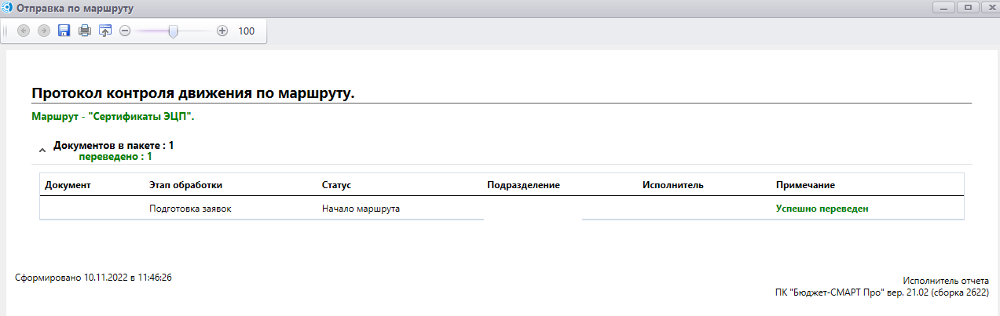 Отправка по маршруту
100
Протокол контроля движения по маршруту.
Маршрут - "Сертификаты ЭЦП".
Документов в пакете : 1
переведено : 1
Документ Этап обработки Статус Подразделение Исполнитель Примечание
Подготовка заявок Начало маршрута Успешно переведен
Сформировано 10.11.2022 в 11:46:26
Исполнитель отчета
ПК "Бюджет-СМАРТ Про" вер. 21.02 (сборка 2622)